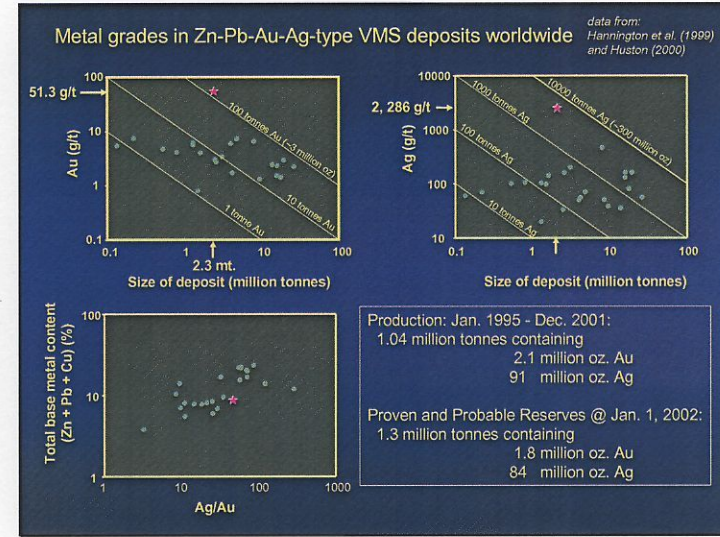 Metal grades in Zn-Pb-Au-Ag-type VMS deposits worldwide
data from:
Hannington et al. (1999)
and Huston (2000)
51.3 g/t
Au (g/t)
100
10
1
0.1
100 tonnes Au (~3 million oz)
10 tonnes Au
1 tonne Au
0.1
1
10
100
2.3 mt.
Size of deposit (million tonnes)
2, 286 g/t
Ag (g/t)
10000
1000
100
10
10000 tonnes Ag (~300 million oz)
1000 tonnes Ag
100 tonnes Ag
10 tonnes Ag
0.1
1
10
100
Size of deposit (million tonnes)
Total base metal content
(Zn + Pb + Cu) (%)
100
10
1
1
10
100
1000
Ag/Au
Production: Jan. 1995 - Dec. 2001:
1.04 million tonnes containing
2.1 million oz. Au
91 million oz. Ag
Proven and Probable Reserves @ Jan. 1, 2002:
1.3 million tonnes containing
1.8 million oz. Au
84 million oz. Ag